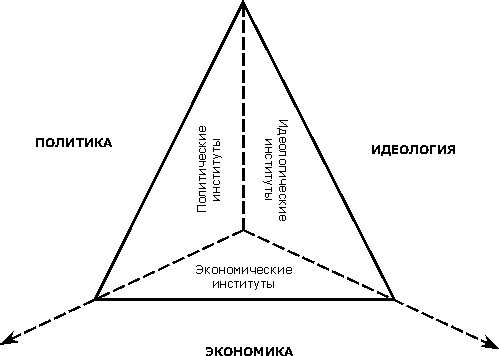 ПОЛИТИКА
Политические
институты
Идеологические
институты
ИДЕОЛОГИЯ
Экономические
институты
ЭКОНОМИКА